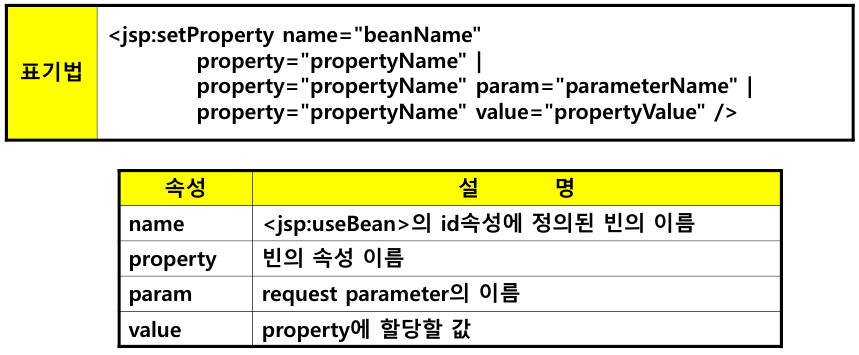 표기법
<jsp:setProperty name="beanName"
property="propertyName" |
property="propertyName" param="parameterName" |
property="propertyName" value="propertyValue" />
속성 설 명
name <jsp:useBean>의 id속성에 정의된 빈의 이름
property 빈의 속성 이름
param request parameter의 이름
value property에 할당할 값